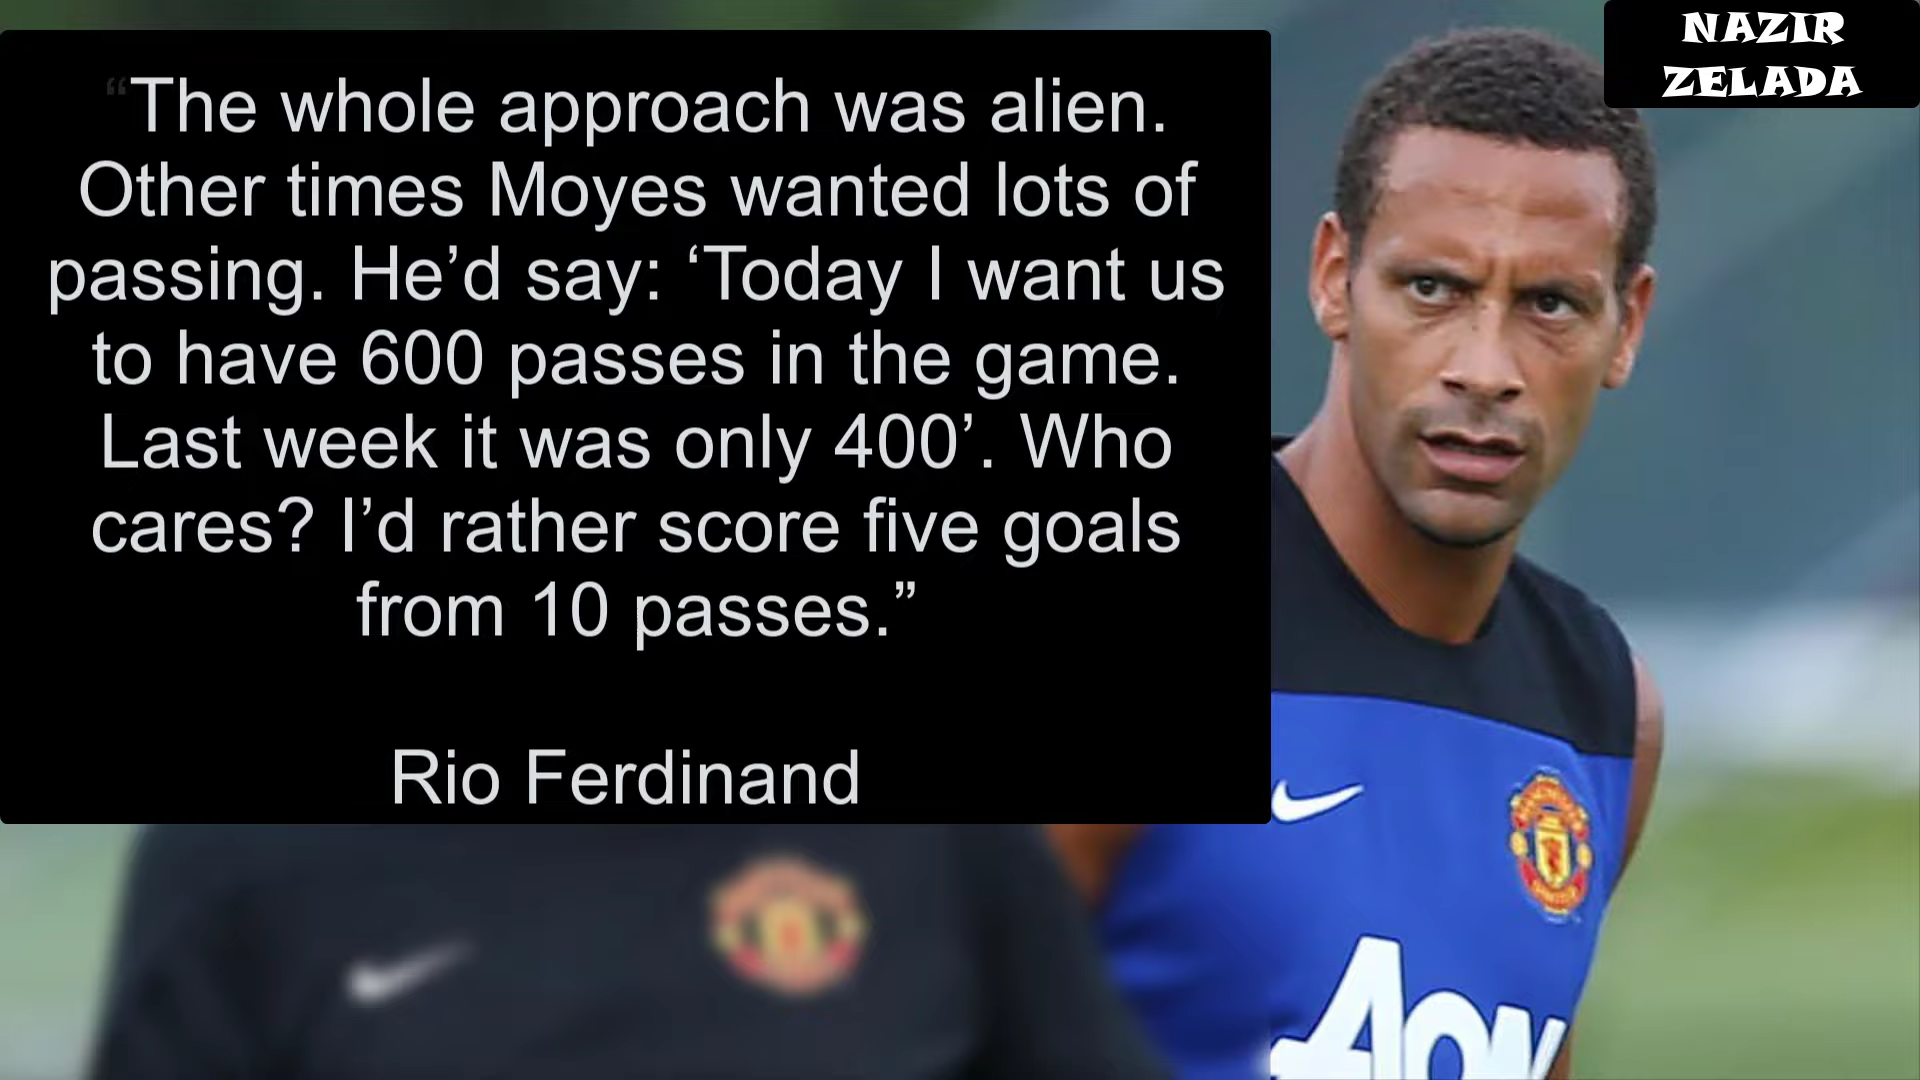 NAZIR
ZELADA
“The whole approach was alien.
Other times Moyes wanted lots of
passing. He’d say: ‘Today I want us
to have 600 passes in the game.
Last week it was only 400’. Who
cares? I’d rather score five goals
from 10 passes.”
Rio Ferdinand
AON